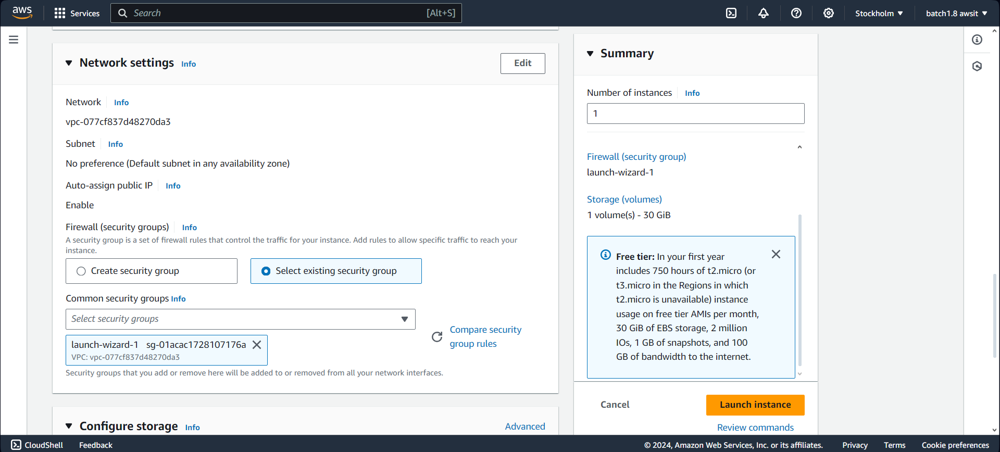 aws
Services
Search
[Alt+S]
Stockholm
batch1.8 awsit
Network settings Info
Edit
Network Info
vpc-077cf837d48270da3
Subnet Info
No preference (Default subnet in any availability zone)
Auto-assign public IP Info
Enable
Firewall (security groups) Info
A security group is a set of firewall rules that control the traffic for your instance. Add rules to allow specific traffic to reach your
instance.
Create security group
Select existing security group
Common security groups Info
Select security groups
launch-wizard-1 sg-01acac1728107176a
VPC: vpc-077cf837d48270da3
Compare security
group rules
Security groups that you add or remove here will be added to or removed from all your network interfaces.
Configure storage Info
Advanced
Summary
Number of instances Info
1
Firewall (security group)
launch-wizard-1
Storage (volumes)
1 volume(s) - 30 GiB
Free tier: In your first year
includes 750 hours of t2.micro (or
t3.micro in the Regions in which
t2.micro is unavailable) instance
usage on free tier AMIs per month,
30 GiB of EBS storage, 2 million
IOs, 1 GB of snapshots, and 100
GB of bandwidth to the internet.
Cancel
Launch instance
Review commands
CloudShell
Feedback
© 2024, Amazon Web Services, Inc. or its affiliates.
Privacy
Terms
Cookie preferences